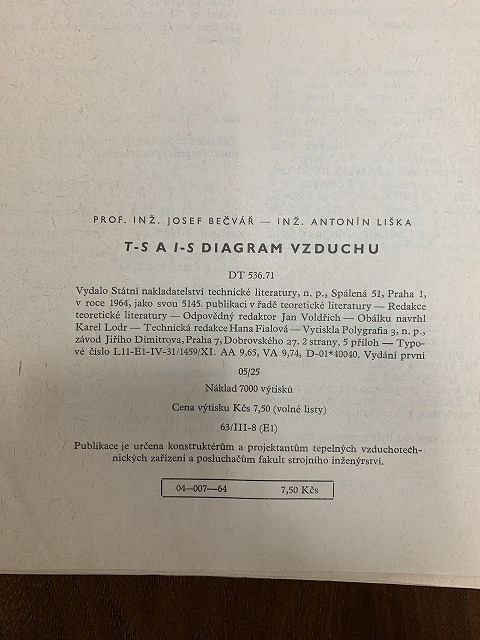 PROF. INŽ. JOSEF BEČVÁŘ — INŽ. ANTONÍN LIŠKA
T-S A I-S DIAGRAM VZDUCHU
DT 536.71
Vydalo Státní nakladatelství technické literatury, n. p., Spálená 51, Praha 1,
v roce 1964, jako svou 5145. publikaci v řadě teoretické literatury — Redakce
teoretické literatury — Odpovědný redaktor Jan Voldřich — Obálku navrhl
Karel Lodr — Technická redakce Hana Fialová — Vytiskla Polygrafia 3, n. p.,
závod Jiřího Dimitrova, Praha 7, Dobrovského 27. 2 strany, 5 příloh — Typo-
vé číslo L11-E1-IV-31/1459/XI. AA 9,65, VA 9,74, D-01*40040. Vydání první
05/25
Náklad 7000 výtisků
Cena výtisku Kčs 7,50 (volné listy)
63/III-8 (E1)
Publikace je určena konstruktérům a projektantům tepelných vzduchotech-
nických zařízení a posluchačům fakult strojního inženýrství.
04—007—64 7,50 Kčs